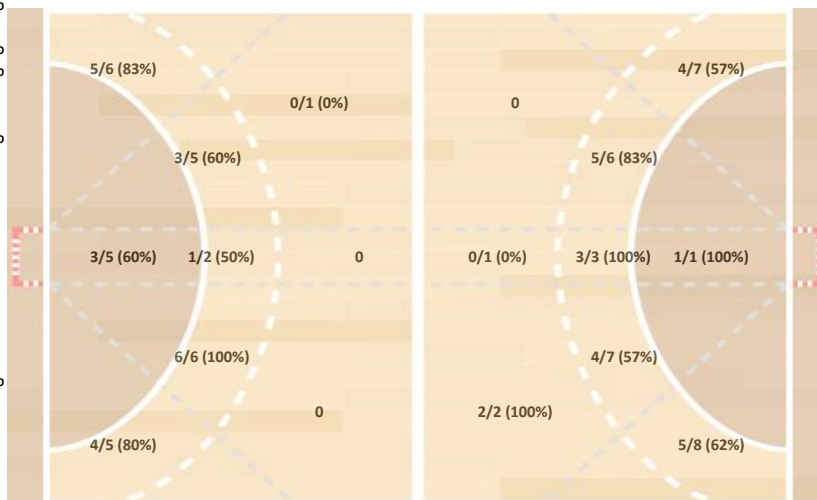 5/6 (83%) 4/7 (57%)
0/1 (0%) 0
3/5 (60%) 5/6 (83%)
3/5 (60%) 1/2 (50%) 0 0/1 (0%) 3/3 (100%) 1/1 (100%)
6/6 (100%) 4/7 (57%)
0 2/2 (100%)
4/5 (80%) 5/8 (62%)